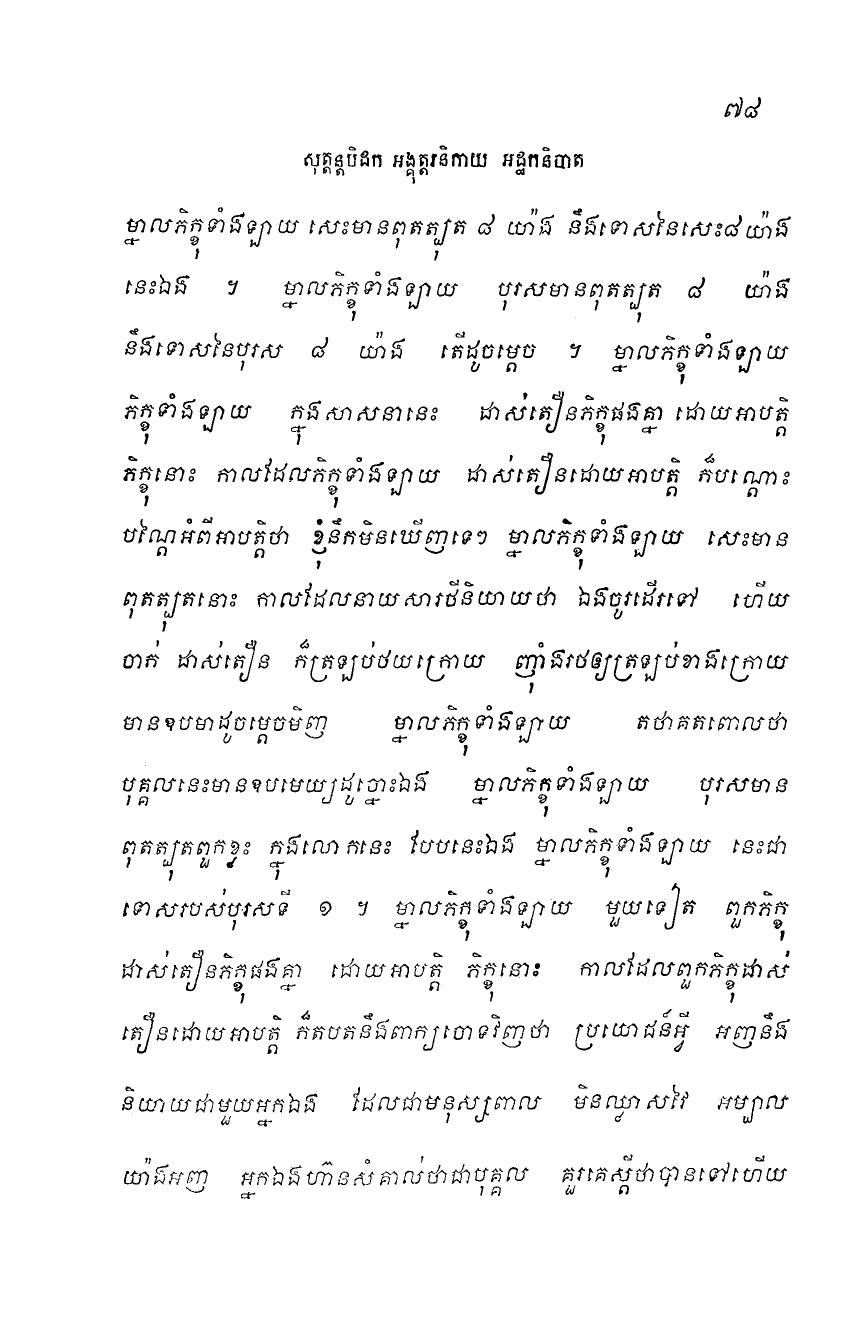 ៧៨
សុត្តន្តបិដក អង្គុត្តរនិកាយ អដ្ឋកនិបាត
ម្នាលភិក្ខុទាំងឡាយ សេះមានពុតត្បុត ៨ យ៉ាង នឹងទោសនៃសេះ៨យ៉ាង
នេះឯង ។ ម្នាលភិក្ខុទាំងឡាយ បុរសមានពុតត្បុត ៨ យ៉ាង
នឹងទោសនៃបុរស ៨ យ៉ាង តើដូចម្តេច ។ ម្នាលភិក្ខុទាំងឡាយ
ភិក្ខុទាំងឡាយ ក្នុងសាសនានេះ ដាស់តឿនភិក្ខុផងគ្នា ដោយអាបត្តិ
ភិក្ខុនោះ កាលដែលភិក្ខុទាំងឡាយ ដាស់តឿនដោយអាបត្តិ ក៏បណ្តោះ
បណ្តៃអំពីអាបត្តិថា ខ្ញុំនឹកមិនឃើញទេៗ ម្នាលភិក្ខុទាំងឡាយ សេះមាន
ពុតត្បុតនោះ កាលដែលនាយសារថីនិយាយថា ឯងចូរដើរទៅ ហើយ
ចាក់ ដាស់តឿន ក៏ត្រឡប់ថយក្រោយ ញ៉ាំងរថឲ្យត្រឡប់ខាងក្រោយ
មានឧបមាដូចម្តេចមិញ ម្នាលភិក្ខុទាំងឡាយ តថាគតពោលថា
បុគ្គលនេះមានឧបមេយ្យដូច្នោះឯង ម្នាលភិក្ខុទាំងឡាយ បុរសមាន
ពុតត្បុតពួកខ្លះ ក្នុងលោកនេះ បែបនេះឯង ម្នាលភិក្ខុទាំងឡាយ នេះជា
ទោសរបស់បុរសទី ១ ។ ម្នាលភិក្ខុទាំងឡាយ មួយទៀត ពួកភិក្ខុ
ដាស់តឿនភិក្ខុផងគ្នា ដោយអាបត្តិ ភិក្ខុនោះ កាលដែលពួកភិក្ខុដាស់
តឿនដោយអាបត្តិ ក៏តបតនឹងពាក្យចោទវិញថា ប្រយោជន៍អ្វី អញនឹង
និយាយជាមួយអ្នកឯង ដែលជាមនុស្សពាល មិនឈ្លាសវៃ អម្បាល
យ៉ាងអញ អ្នកឯងហ៊ានសំគាល់ថាជាបុគ្គល គួរគេស្តីថាបានទៅហើយ